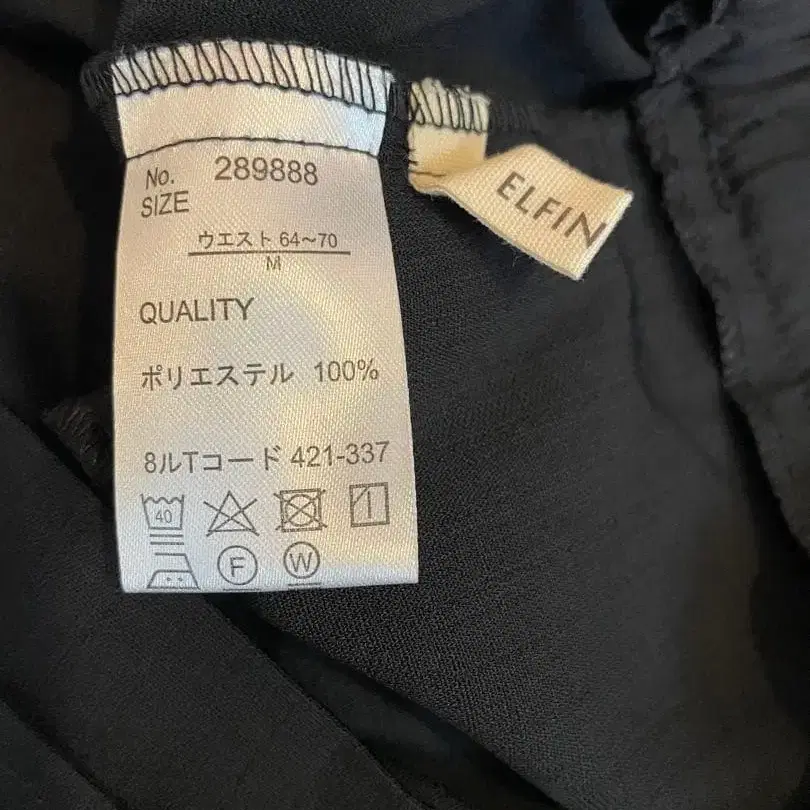 No. 289888
SIZE
ウエスト 64~70
M
QUALITY
ポリエステル 100%
8ルTコード 421-337
40
F
W
ELFIN